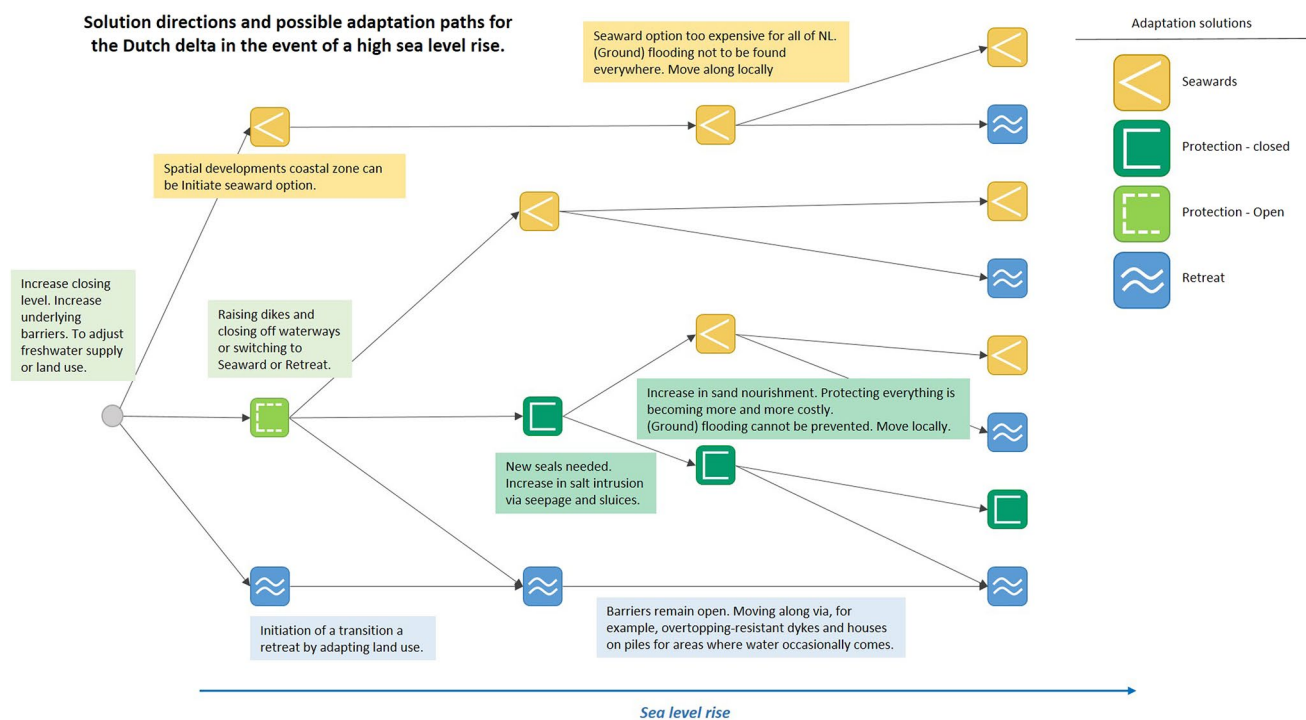 Solution directions and possible adaptation paths for
the Dutch delta in the event of a high sea level rise.
Seaward option too expensive for all of NL.
(Ground) flooding not to be found
everywhere. Move along locally
Adaptation solutions
Seawards
Protection - closed
Protection - Open
Retreat
Spatial developments coastal zone can
be Initiate seaward option.
Increase closing
level. Increase
underlying
barriers. To adjust
freshwater supply
or land use.
Raising dikes and
closing off waterways
or switching to
Seaward or Retreat.
Increase in sand nourishment. Protecting everything is
becoming more and more costly.
(Ground) flooding cannot be prevented. Move locally.
New seals needed.
Increase in salt intrusion
via seepage and sluices.
Initiation of a transition a
retreat by adapting land use.
Barriers remain open. Moving along via, for
example, overtopping-resistant dykes and houses
on piles for areas where water occasionally comes.
Sea level rise